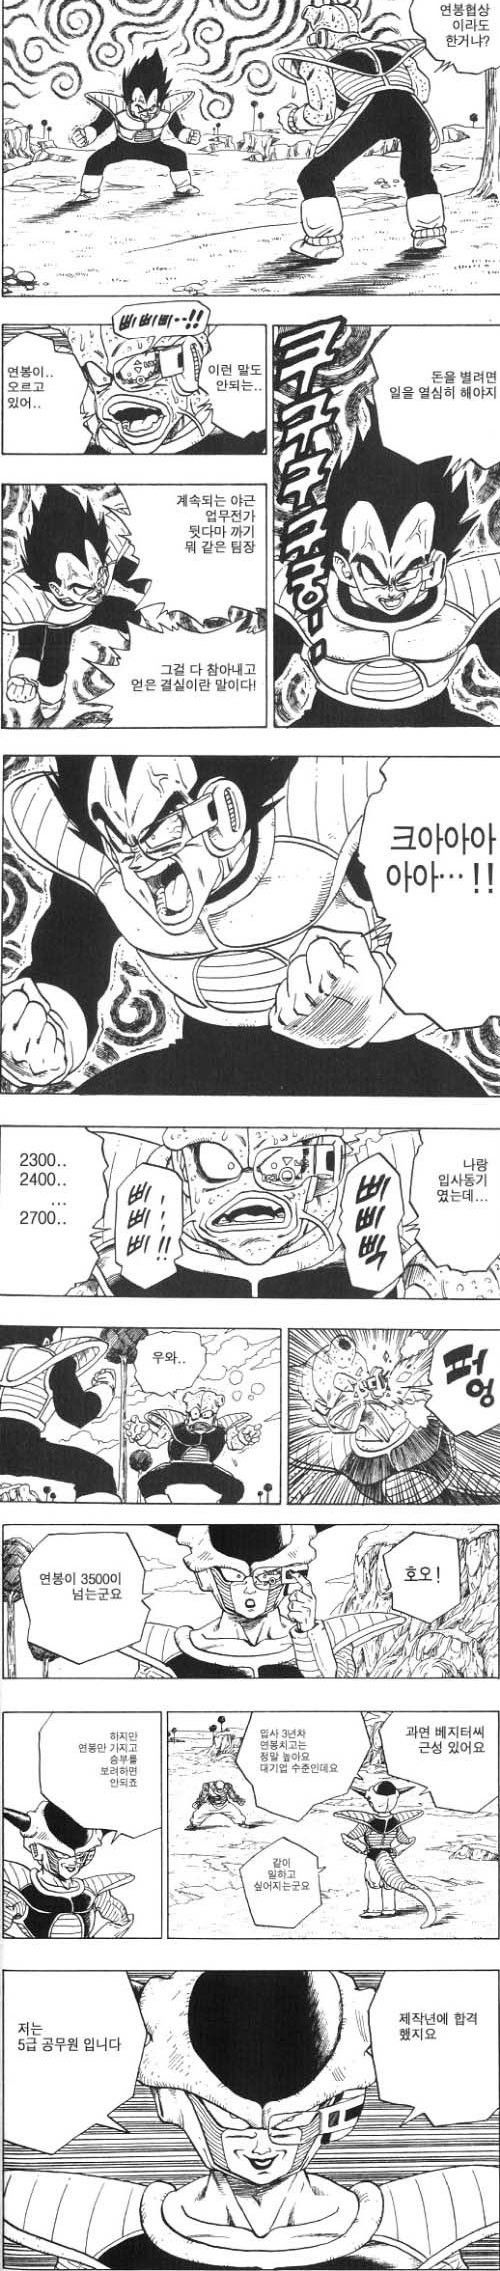 연봉협상
이라도
한거냐?
돈을 벌려면
일을 열심히 해야지
쿠쿠쿠쿠쿵··
삐삐삐··!!
이런 말도
안되는..
연봉이..
오르고
있어..
계속되는 야근
업무전가
뒷다마 까기
뭐 같은 팀장
그걸 다 참아내고
얻은 결실이란 말이다!
크아아아
아아…!!
나랑
입사동기
였는데...
삐삐삑
삐삐삐··!!
2300..
2400..
...
2700..
퍼엉
우와..
호오!
연봉이 3500이
넘는군요
과연 베지터씨
근성 있어요
입사 3년차
연봉치고는
정말 높아요
대기업 수준인데요
같이
일하고
싶어지는군요
하지만
연봉만 가지고
승부를
보려하면
안되죠
제작년에 합격
했지요
저는
5급 공무원 입니다